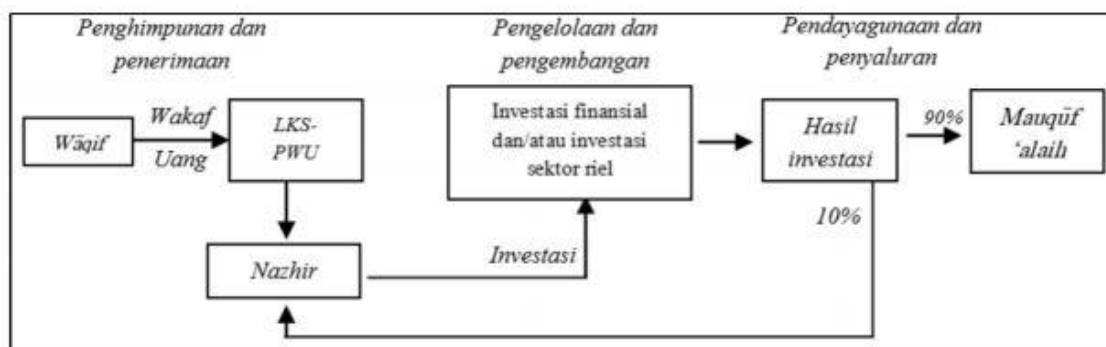 Penghimpunan dan
penerimaan
Pengelolaan dan
pengembangan
Pendayagunaan dan
penyaluran
Wāqif
Wakaf
Uang
LKS-
PWU
Nazhir
Investasi
Investasi finansial
dan/atau investasi
sektor riel
Hasil
investasi
90%
10%
Mauqūf
‘alaih